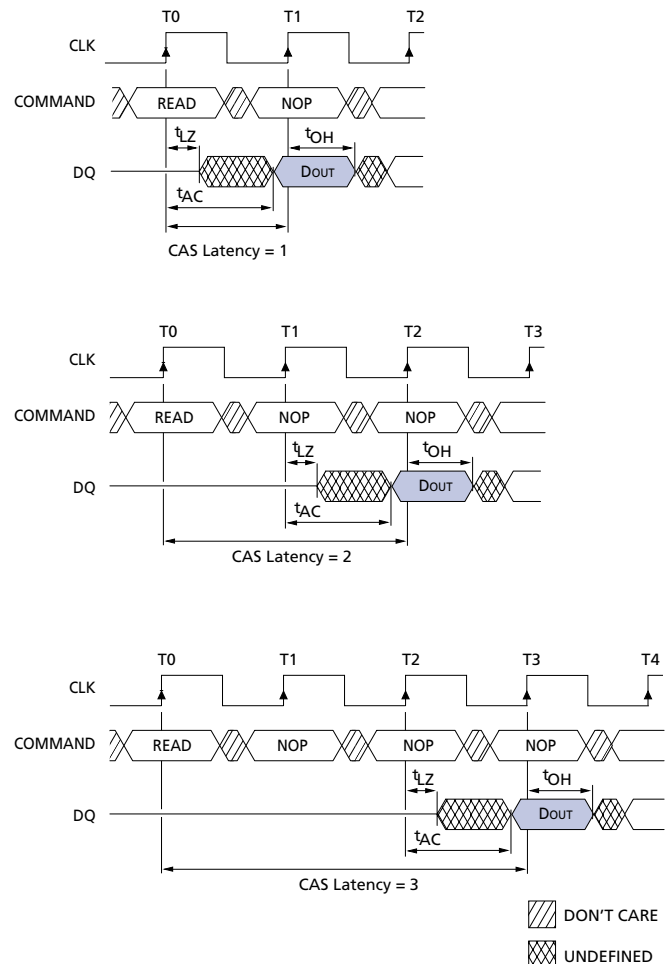 T0 T1 T2
CLK
COMMAND READ NOP
tLZ tOH
DQ DOUT
tAC
CAS Latency = 1
T0 T1 T2 T3
CLK
COMMAND READ NOP NOP
tLZ tOH
DQ DOUT
tAC
CAS Latency = 2
T0 T1 T2 T3 T4
CLK
COMMAND READ NOP NOP NOP
tLZ tOH
DQ DOUT
tAC
CAS Latency = 3
DON'T CARE
UNDEFINED